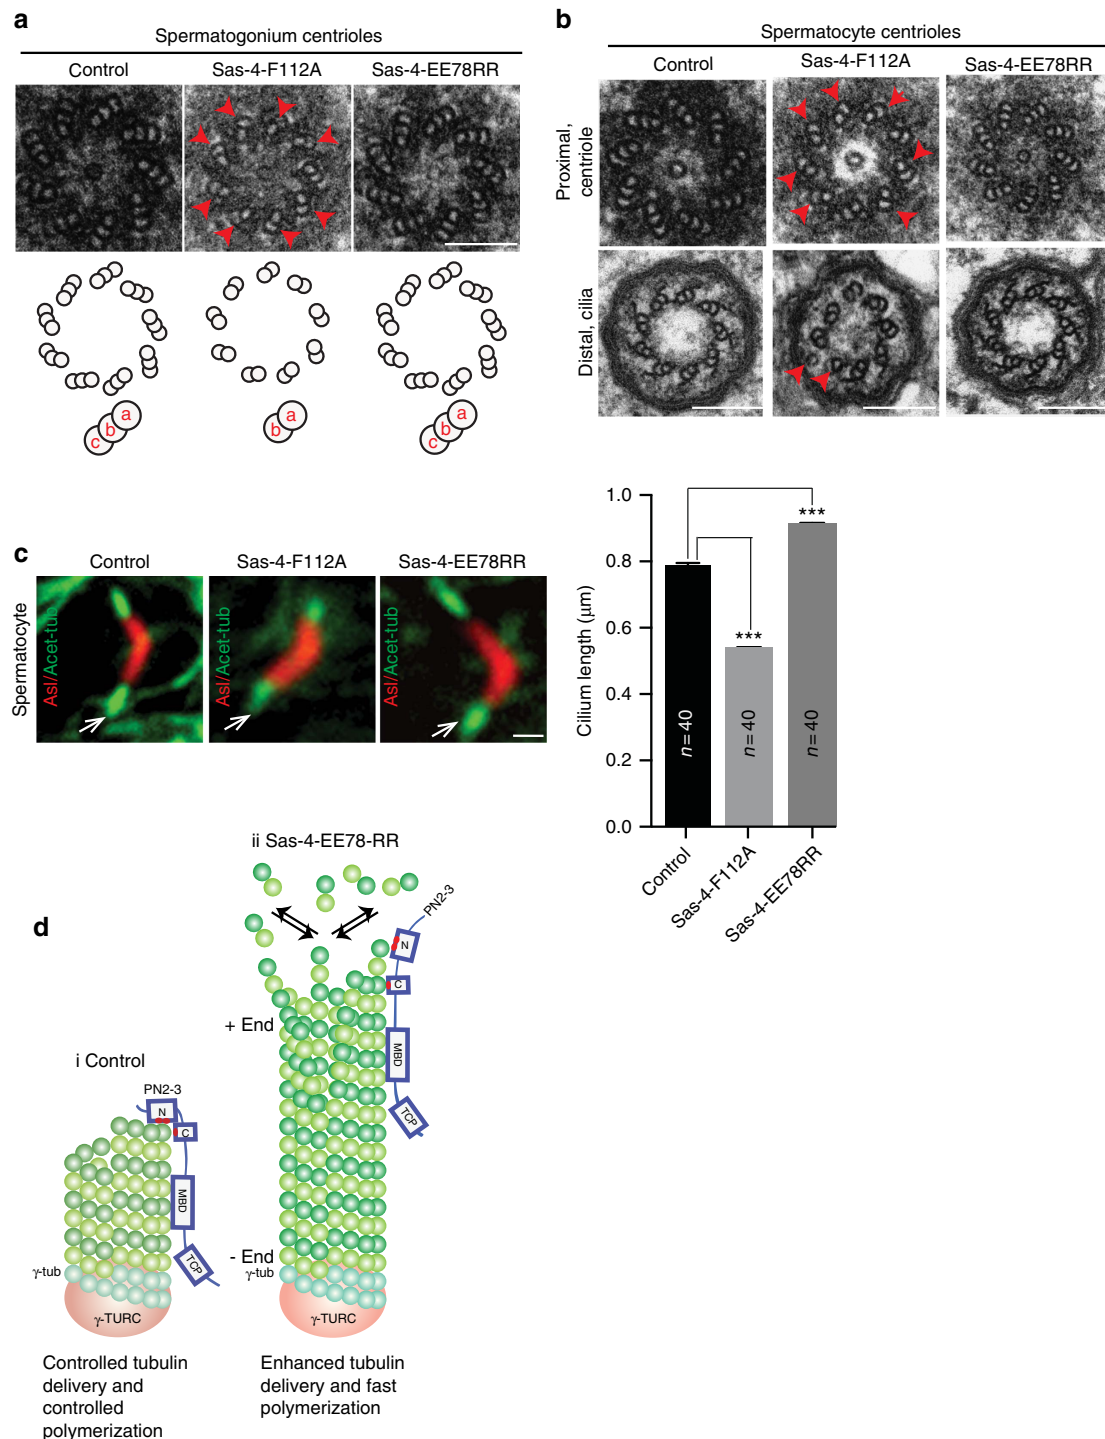 a
Spermatogonium centrioles
Control
Sas-4-F112A
Sas-4-EE78RR
a
b
c
a
b
a
b
c
b
Spermatocyte centrioles
Control
Sas-4-F112A
Sas-4-EE78RR
Proximal,
centriole
Distal, cilia
c
Control
Sas-4-F112A
Sas-4-EE78RR
Spermatocyte
Asl/Acet-tub
Asl/Acet-tub
Asl/Acet-tub
Cilium length (μm)
1.0
0.8
0.6
0.4
0.2
0.0
***
***
n = 40
n = 40
n = 40
Control
Sas-4-F112A
Sas-4-EE78RR
d
i Control
PN2-3
N
C
MBD
TCP
γ-tub
γ-TURC
Controlled tubulin
delivery and
controlled
polymerization
ii Sas-4-EE78-RR
PN2-3
N
C
MBD
TCP
+ End
- End
γ-tub
γ-TURC
Enhanced tubulin
delivery and fast
polymerization